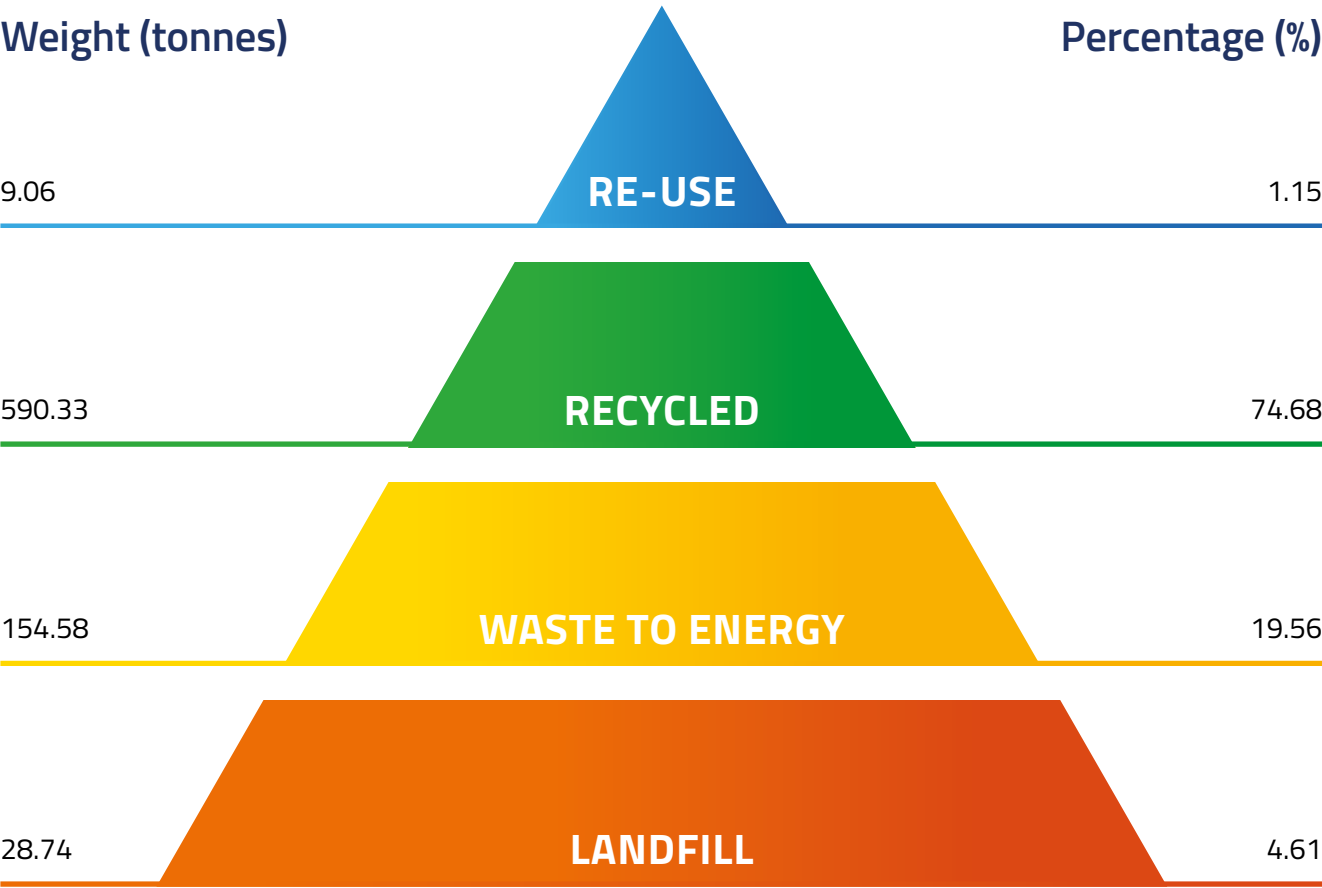 Weight (tonnes) Percentage (%)
9.06 RE-USE 1.15
590.33 RECYCLED 74.68
154.58 WASTE TO ENERGY 19.56
28.74 LANDFILL 4.61